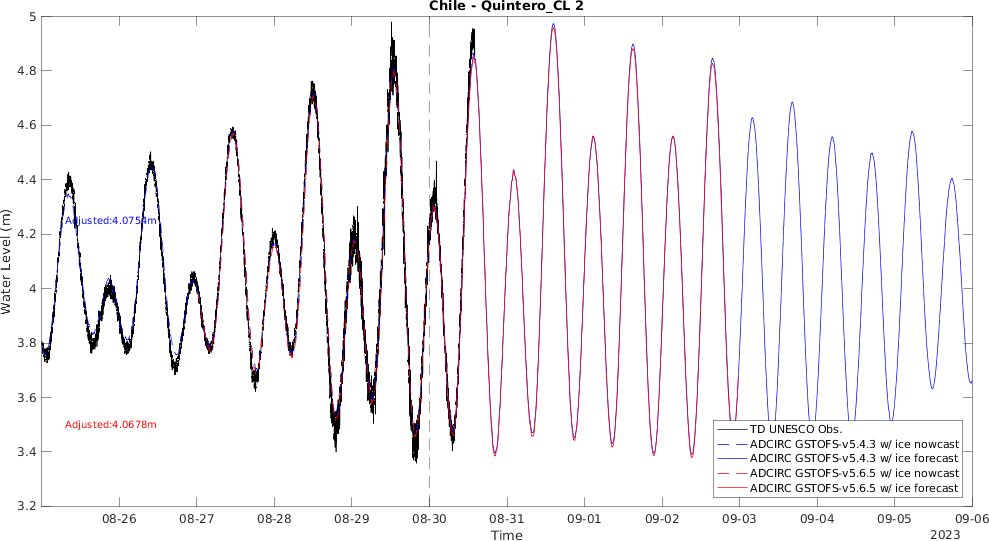 Chile - Quintero_CL 2
5
4.8
4.6
4.4
4.2
4
3.8
3.6
3.4
3.2
Water Level (m)
Adjusted:4.0754m
Adjusted:4.0678m
TD UNESCO Obs.
ADCIRC GSTOFS-v5.4.3 w/ ice nowcast
ADCIRC GSTOFS-v5.4.3 w/ ice forecast
ADCIRC GSTOFS-v5.6.5 w/ ice nowcast
ADCIRC GSTOFS-v5.6.5 w/ ice forecast
08-26 08-27 08-28 08-29 08-30 08-31 09-01 09-02 09-03 09-04 09-05 09-06
Time
2023